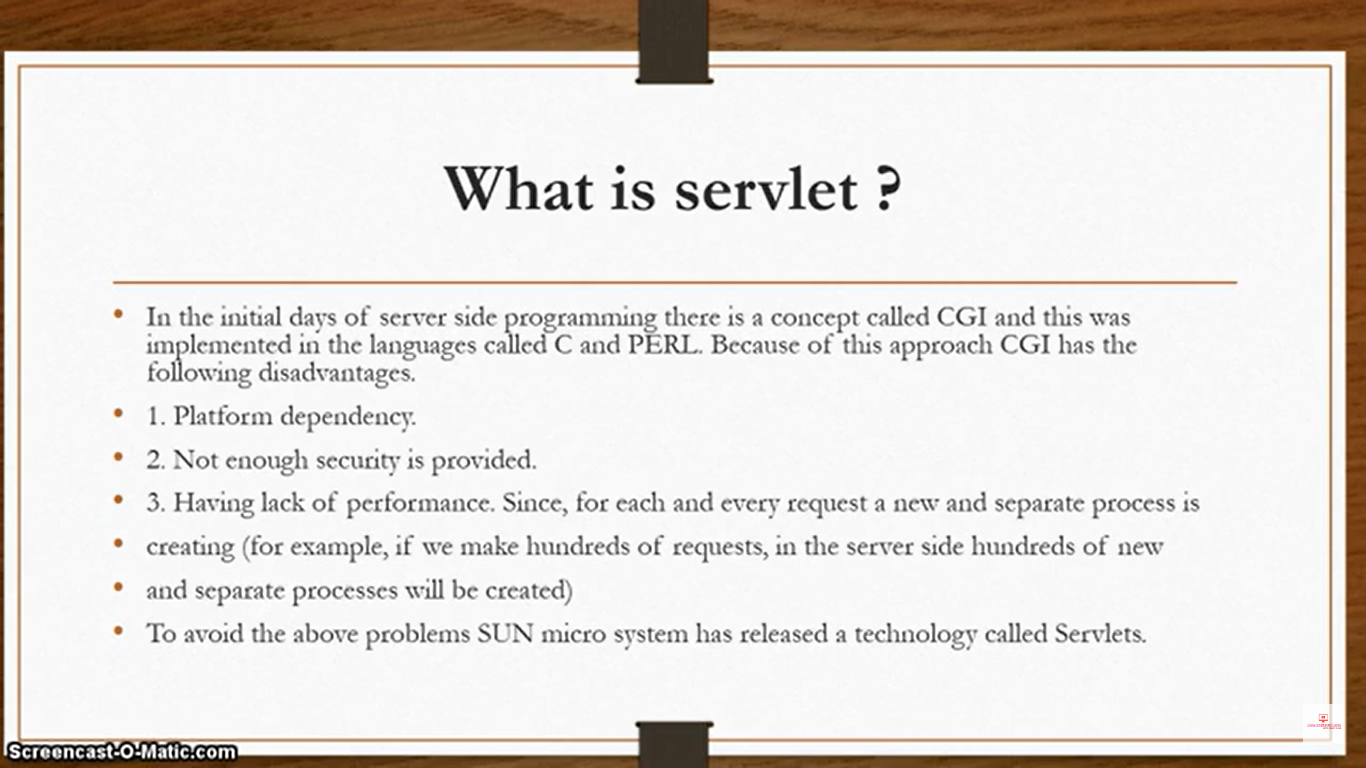 What is servlet ?
• In the initial days of server side programming there is a concept called CGI and this was
implemented in the languages called C and PERL. Because of this approach CGI has the
following disadvantages.
• 1. Platform dependency.
• 2. Not enough security is provided.
• 3. Having lack of performance. Since, for each and every request a new and separate process is
• creating (for example, if we make hundreds of requests, in the server side hundreds of new
• and separate processes will be created)
• To avoid the above problems SUN micro system has released a technology called Servlets.
Screencast-O-Matic.com